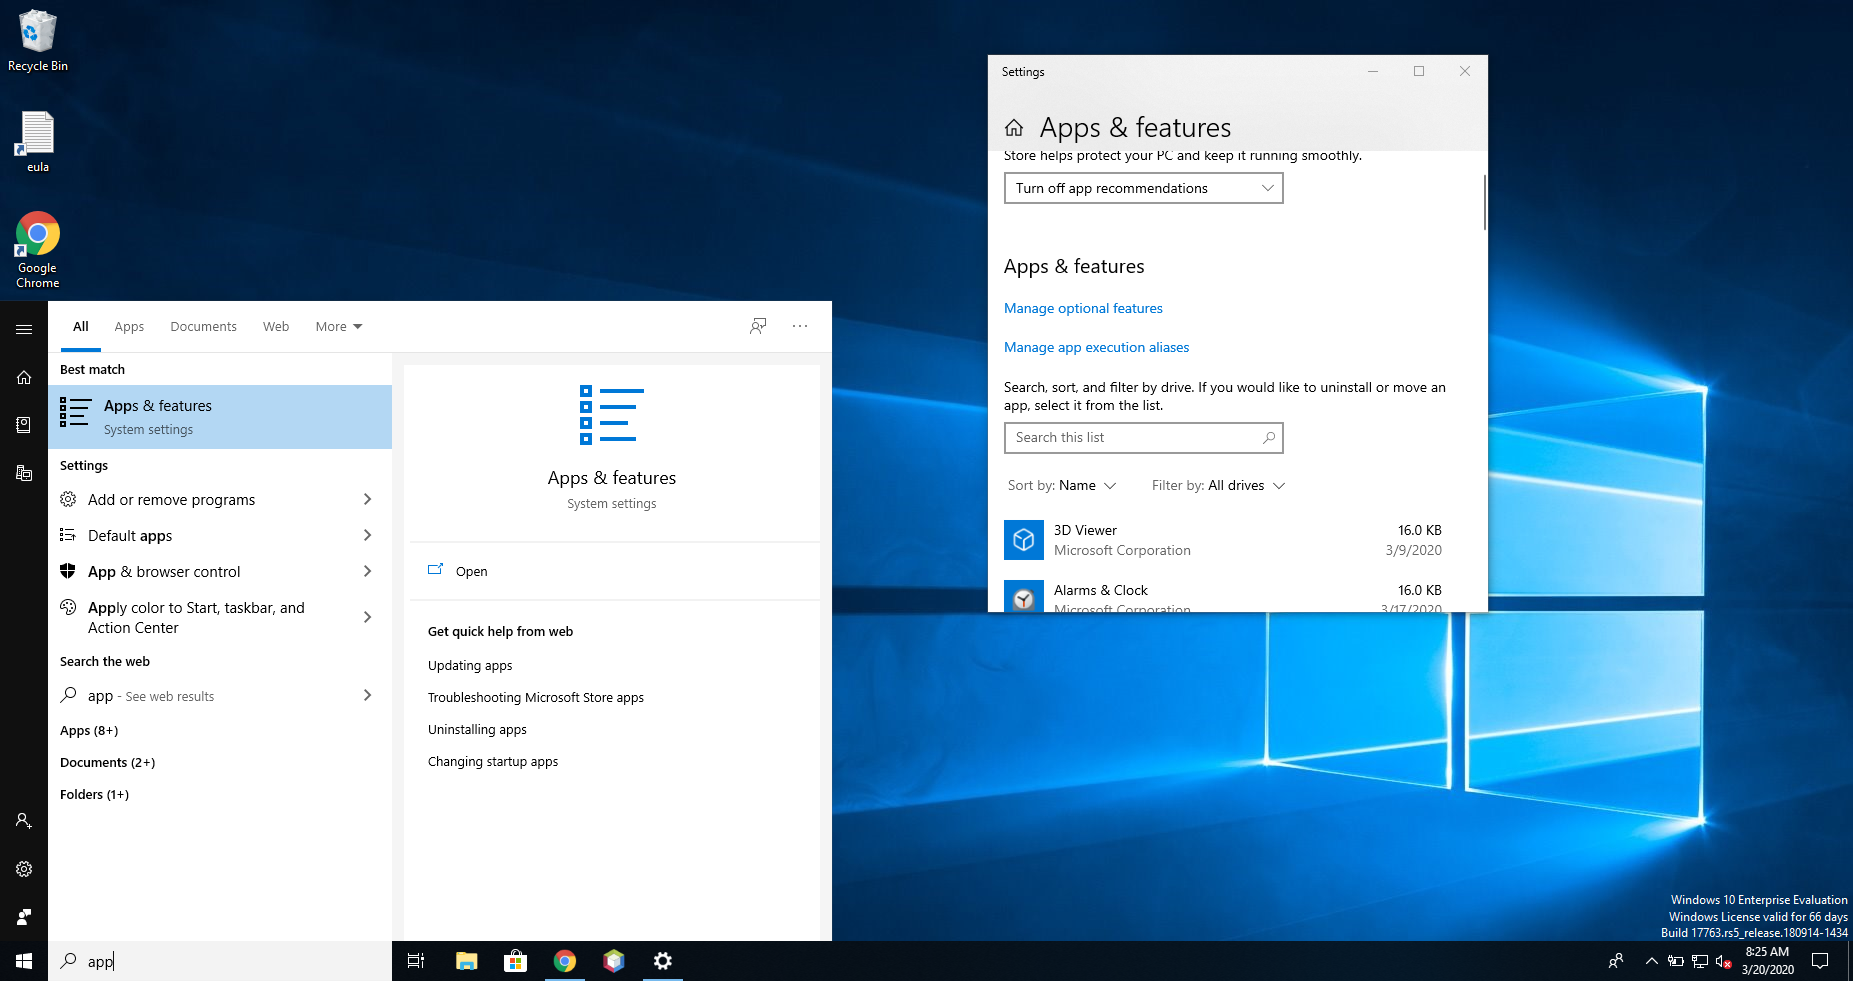 Recycle Bin
eula
Google
Chrome
All
Apps
Documents
Web
More
Best match
Apps & features
System settings
Settings
Add or remove programs
Default apps
App & browser control
Apply color to Start, taskbar, and
Action Center
Search the web
app - See web results
Apps (8+)
Documents (2+)
Folders (1+)
Apps & features
System settings
Open
Get quick help from web
Updating apps
Troubleshooting Microsoft Store apps
Uninstalling apps
Changing startup apps
Settings
Apps & features
Store helps protect your PC and keep it running smoothly.
Turn off app recommendations
Apps & features
Manage optional features
Manage app execution aliases
Search, sort, and filter by drive. If you would like to uninstall or move an
app, select it from the list.
Search this list
Sort by: Name
Filter by: All drives
3D Viewer
16.0 KB
Microsoft Corporation
3/9/2020
Alarms & Clock
16.0 KB
Microsoft Corporation
3/17/2020
Windows 10 Enterprise Evaluation
Windows License valid for 66 days
Build 17763.rs5_release.180914-1434
app
8:25 AM
3/20/2020